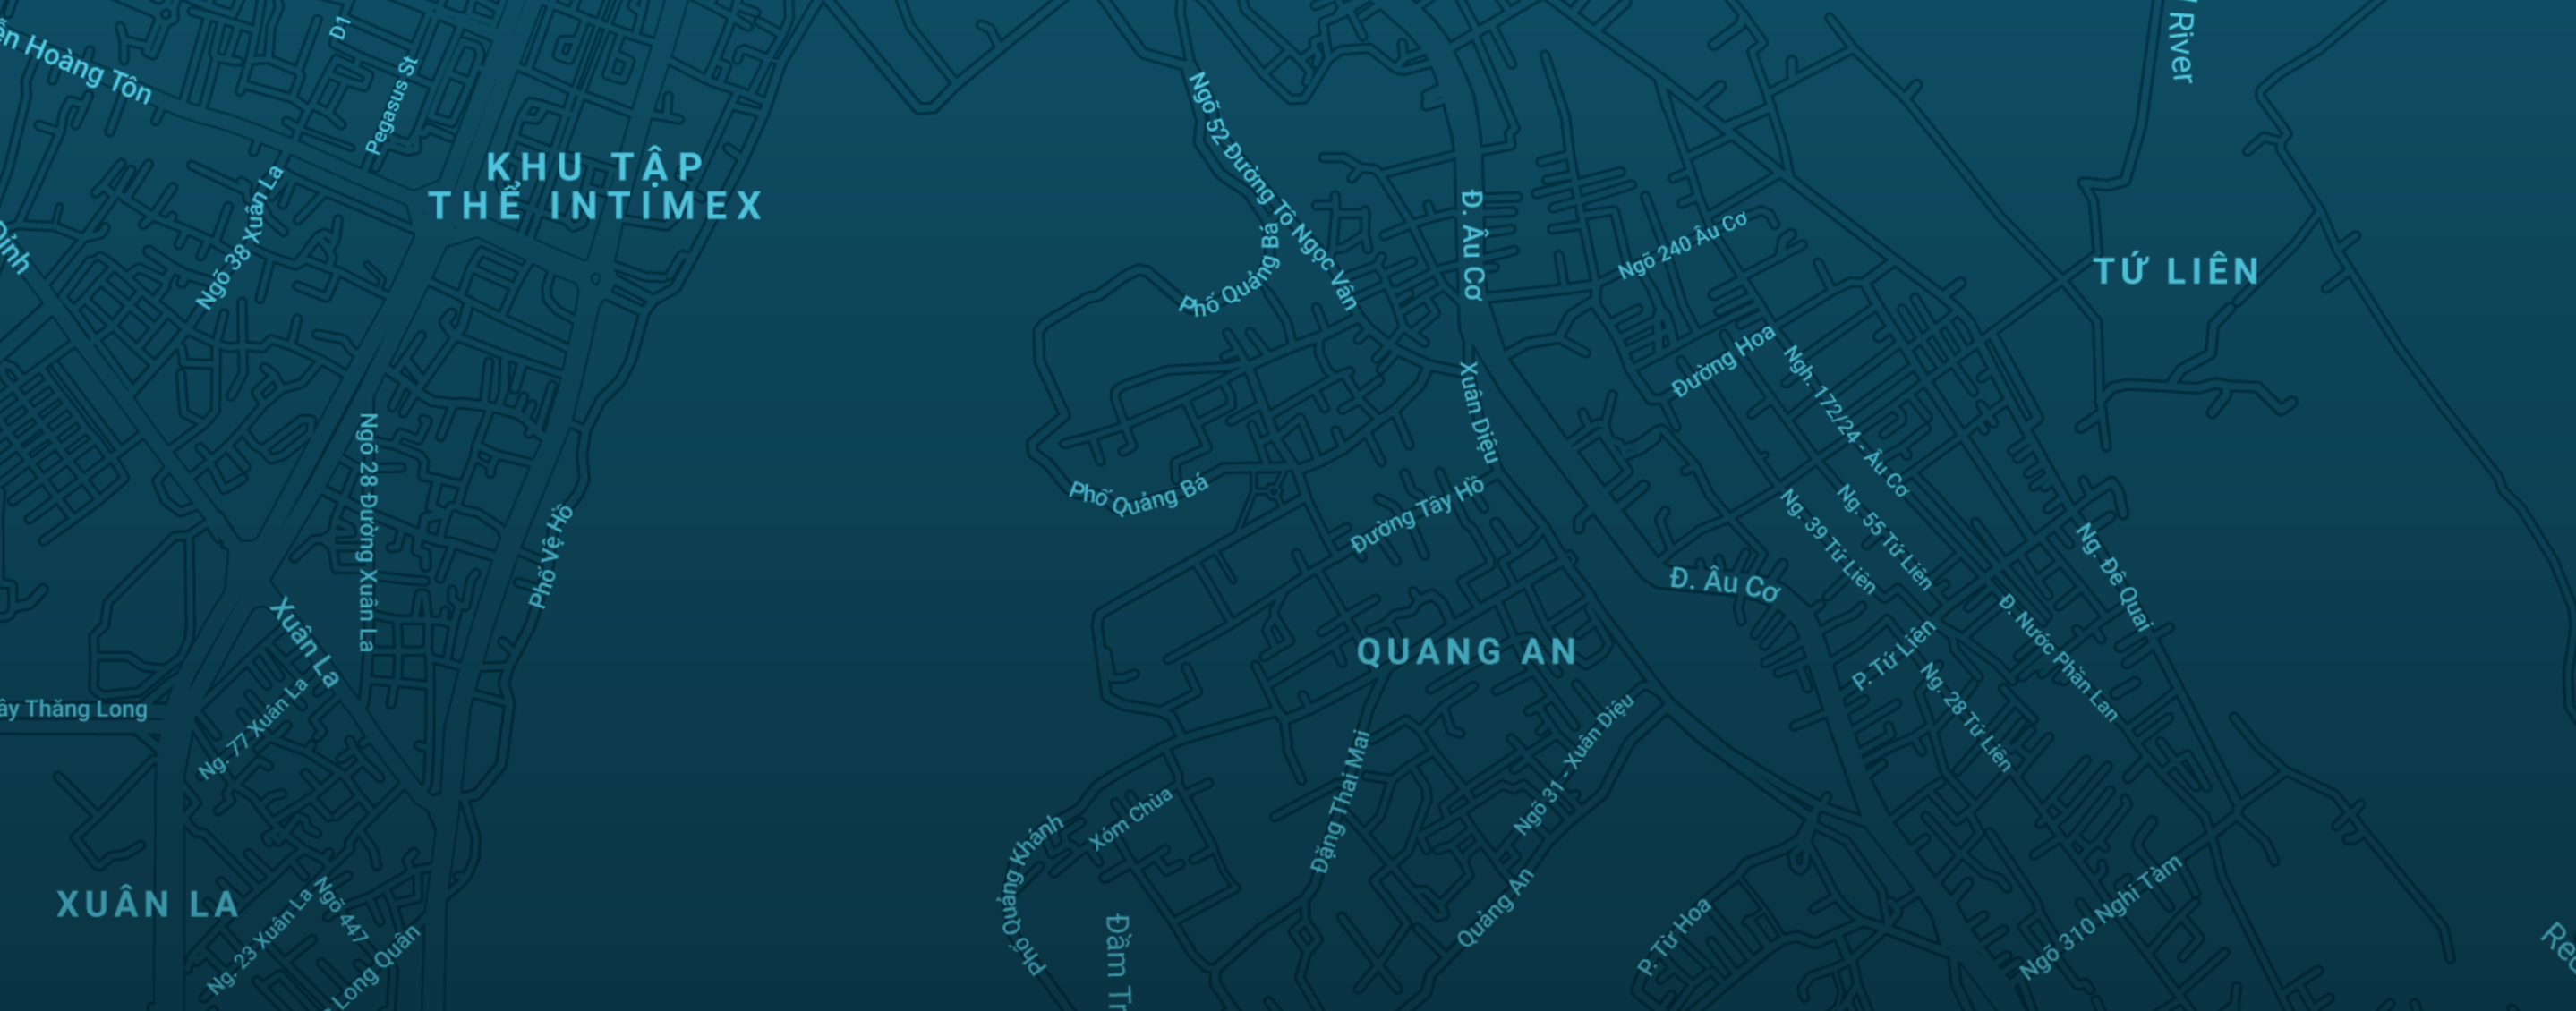 D1
River
Hoàng Tôn
Pegasus St
Ngõ 52 Đường Tô Ngọc Vân
KHU TẬP
THỂ INTIMEX
Ngõ 38 Xuân La
Đ. Âu Cơ
Ngõ 240 Âu Cơ
Phố Quảng Bá
TỨ LIÊN
Đường Hoa
Ngh. 172/24 - Âu Cơ
Xuân Diệu
Ngõ 28 Đường Xuân La
Phố Quảng Bá
Đường Tây Hồ
Phố Vệ Hồ
Ng. 39 Tứ Liên
Ng. 55 Tứ Liên
Ng. Đê Quai
Đ. Âu Cơ
Đ. Nước Phần Lan
Xuân La
QUANG AN
P. Tứ Liên
Ng. 28 Tứ Liên
Thăng Long
Ng. 77 Xuân La
Ngõ 31 - Xuân Diệu
Đặng Thai Mai
Xóm Chùa
Phố Quảng Khánh
XUÂN LA
Ng. 23 Xuân La
Ngõ 447
Long Quân
Đầm
Quảng An
P. Từ Hoa
Ngõ 310 Nghi Tàm